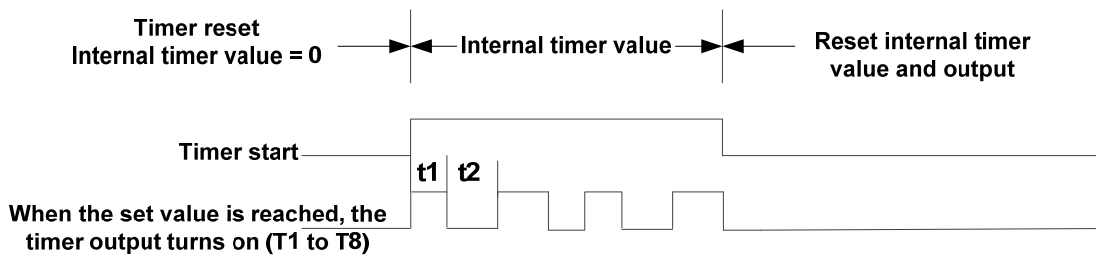 Timer reset
Internal timer value = 0
Internal timer value
Reset internal timer
value and output
Timer start
t1
t2
When the set value is reached, the
timer output turns on (T1 to T8)